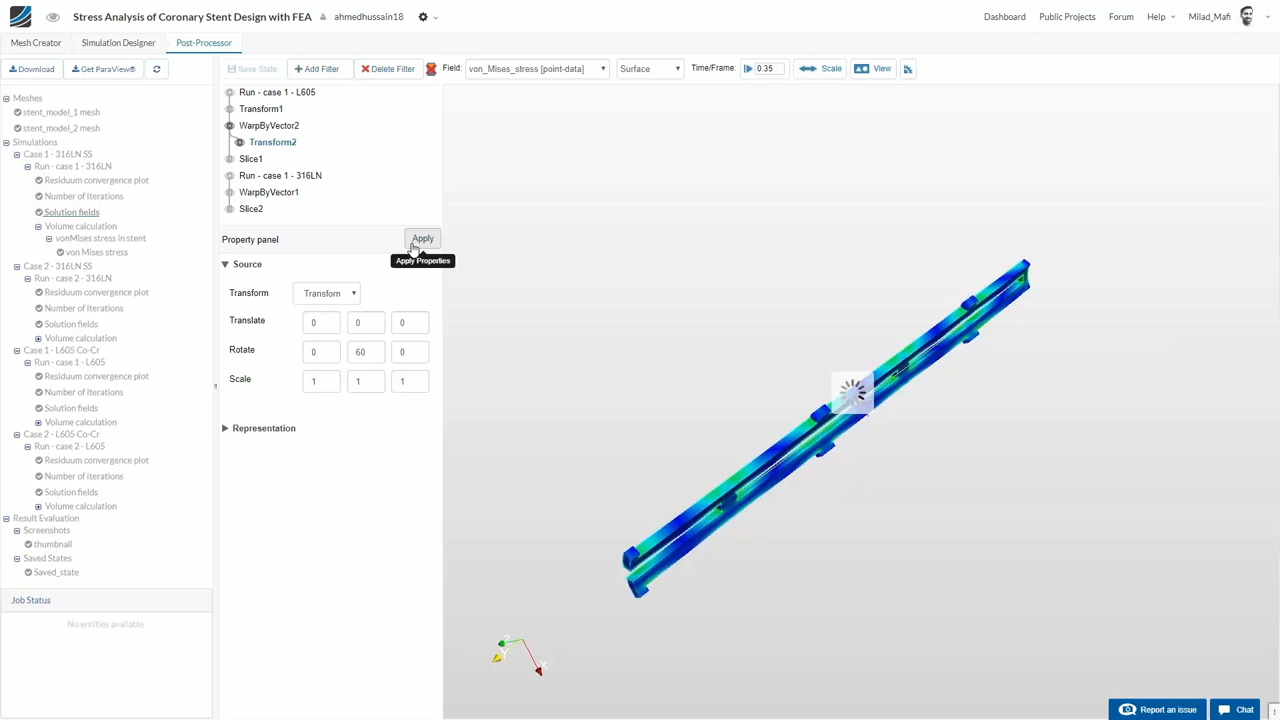 Stress Analysis of Coronary Stent Design with FEA
ahmedhussain18
Dashboard
Public Projects
Forum
Help
Milad_Mafi
Mesh Creator
Simulation Designer
Post-Processor
Download
Get ParaView®
Save State
Add Filter
Delete Filter
Field:
von_Mises_stress [point-data]
Surface
Time/Frame:
0.35
Scale
View
Meshes
stent_model_1 mesh
stent_model_2 mesh
Simulations
Case 1 - 316LN SS
Run - case 1 - 316LN
Residuum convergence plot
Number of iterations
Solution fields
Volume calculation
vonMises stress in stent
von Mises stress
Case 2 - 316LN SS
Run - case 2 - 316LN
Residuum convergence plot
Number of iterations
Solution fields
Volume calculation
Case 1 - L605 Co-Cr
Run - case 1 - L605
Residuum convergence plot
Number of iterations
Solution fields
Volume calculation
Case 2 - L605 Co-Cr
Run - case 2 - L605
Residuum convergence plot
Number of iterations
Solution fields
Volume calculation
Result Evaluation
Screenshots
thumbnail
Saved States
Saved_state
Job Status
No entities available
Run - case 1 - L605
Transform1
WarpByVector2
Transform2
Slice1
Run - case 1 - 316LN
WarpByVector1
Slice2
Property panel
Apply
Apply Properties
Source
Transform
Transforn
Translate
0
0
0
Rotate
0
60
0
Scale
1
1
1
Representation
Z
Y
X
Report an issue
Chat